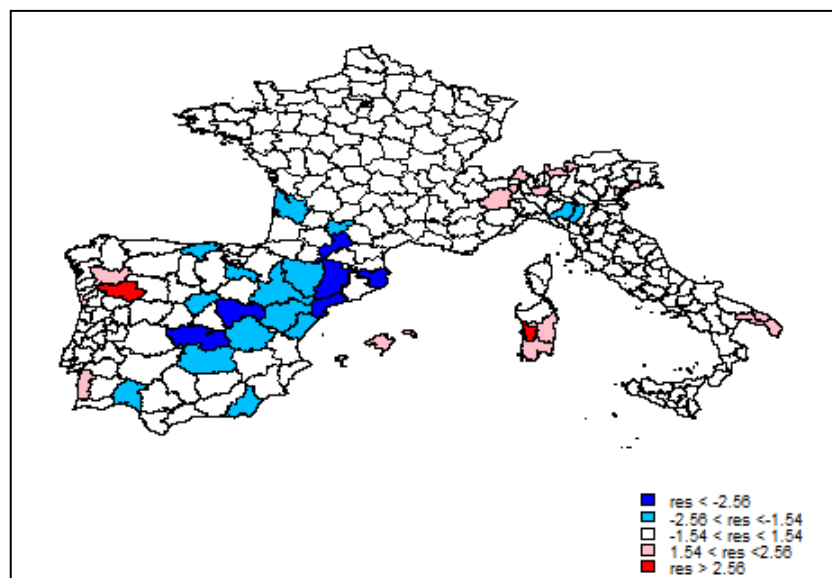 res < -2.56
-2.56 < res <-1.54
-1.54 < res < 1.54
1.54 < res <2.56
res > 2.56